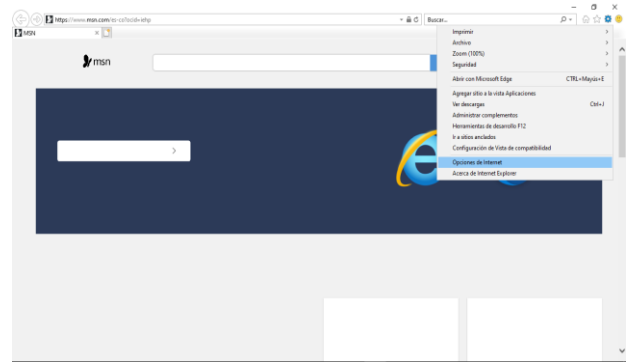 https://www.msn.com/es-cl/?ocid=iehp
Buscar...
MSN
msn
Imprimir
Archivo
Zoom (100%)
Seguridad
Abrir con Microsoft Edge CTRL+Mayús+E
Agregar sitio a la vista Aplicaciones
Ver descargas Ctrl+J
Administrar complementos
Herramientas de desarrollo F12
Ir a sitios anclados
Configuración de Vista de compatibilidad
Opciones de Internet
Acerca de Internet Explorer